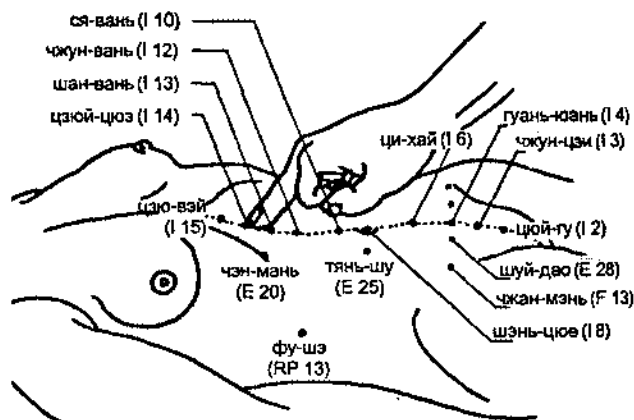 ся-вань (I 10)
чжун-вань (I 12)
шан-вань (I 13)
цзюй-цюэ (I 14)
гуань-юань (I 4)
ци-хай (I 6)
чжун-цзи (I 3)
цзю-вэй
(I 15)
цюй-гу (I 2)
чэн-мань
(E 20)
тянь-шу
(E 25)
шуй-дао (E 28)
чжан-мэнь (F 13)
шэнь-цюе (I 8)
фу-шэ
(RP 13)